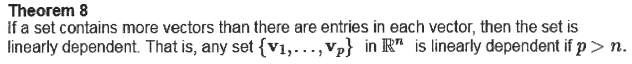 Theorem 8
If a set contains more vectors than there are entries in each vector, then the set is
linearly dependent. That is, any set {v₁,...,vₚ} in ℝⁿ is linearly dependent if p > n.